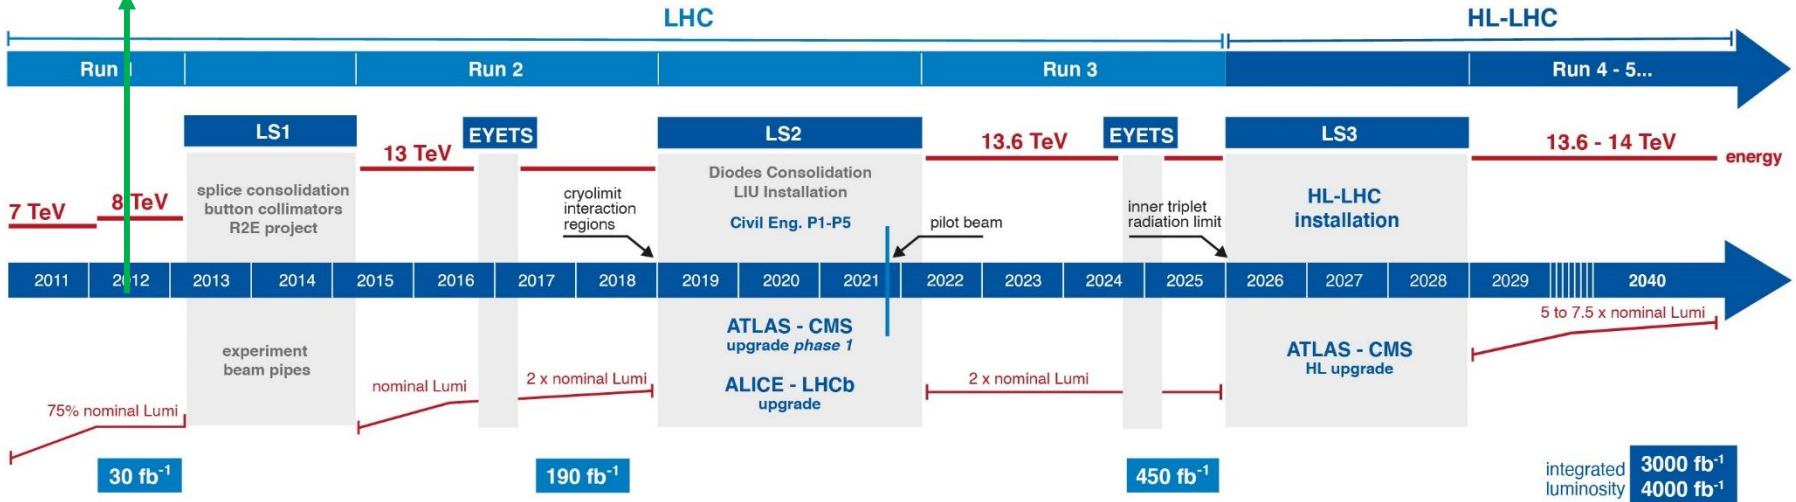 LHC
HL-LHC
Run 1
Run 2
Run 3
Run 4 - 5...
LS1
EYETS
LS2
EYETS
LS3
13 TeV
13.6 TeV
13.6 - 14 TeV
energy
7 TeV
8 TeV
splice consolidation
button collimators
R2E project
cryolimit
interaction
regions
Diodes Consolidation
LIU Installation
Civil Eng. P1-P5
pilot beam
inner triplet
radiation limit
HL-LHC
installation
2011 2012 2013 2014 2015 2016 2017 2018 2019 2020 2021 2022 2023 2024 2025 2026 2027 2028 2029 2040
5 to 7.5 x nominal Lumi
experiment
beam pipes
ATLAS - CMS
upgrade phase 1
ALICE - LHCb
upgrade
ATLAS - CMS
HL upgrade
75% nominal Lumi
nominal Lumi
2 x nominal Lumi
2 x nominal Lumi
30 fb⁻¹
190 fb⁻¹
450 fb⁻¹
integrated
luminosity
3000 fb⁻¹
4000 fb⁻¹